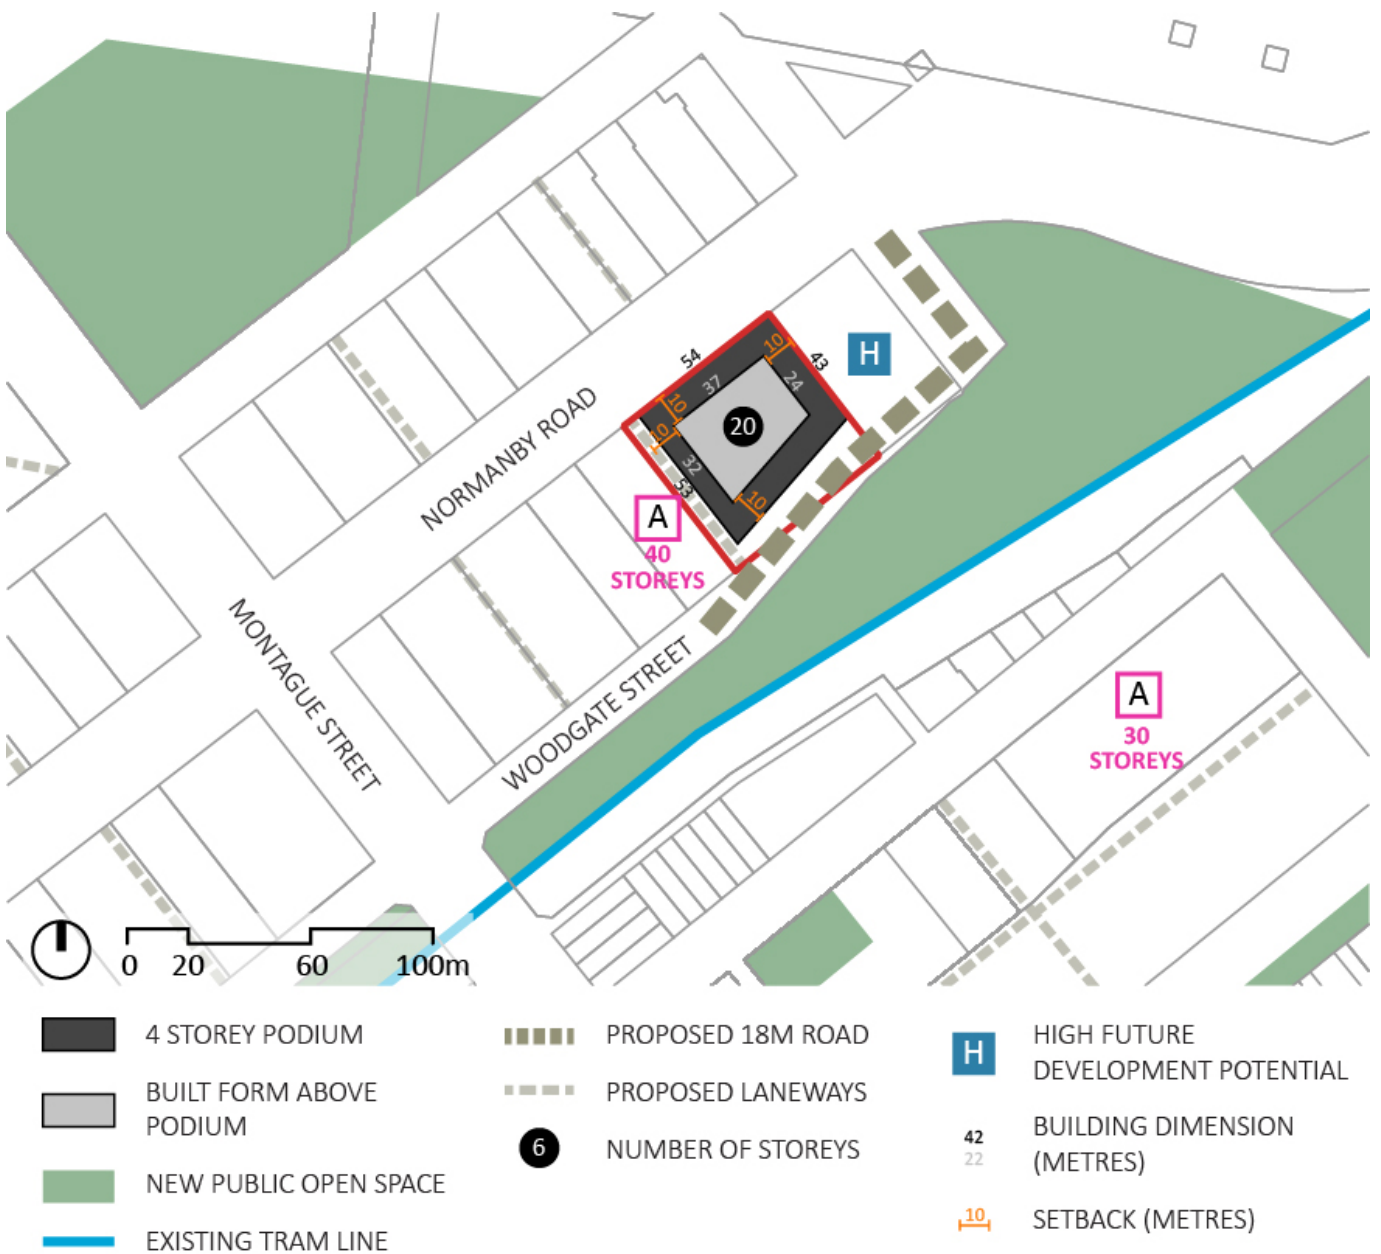 54
10
43
H
37
24
10
20
10
32
53
10
NORMANBY ROAD
A
40
STOREYS
MONTAGUE STREET
WOODGATE STREET
A
30
STOREYS
0 20 60 100m
4 STOREY PODIUM
BUILT FORM ABOVE
PODIUM
NEW PUBLIC OPEN SPACE
EXISTING TRAM LINE
PROPOSED 18M ROAD
PROPOSED LANEWAYS
6 NUMBER OF STOREYS
H HIGH FUTURE
DEVELOPMENT POTENTIAL
42 BUILDING DIMENSION
22 (METRES)
10 SETBACK (METRES)